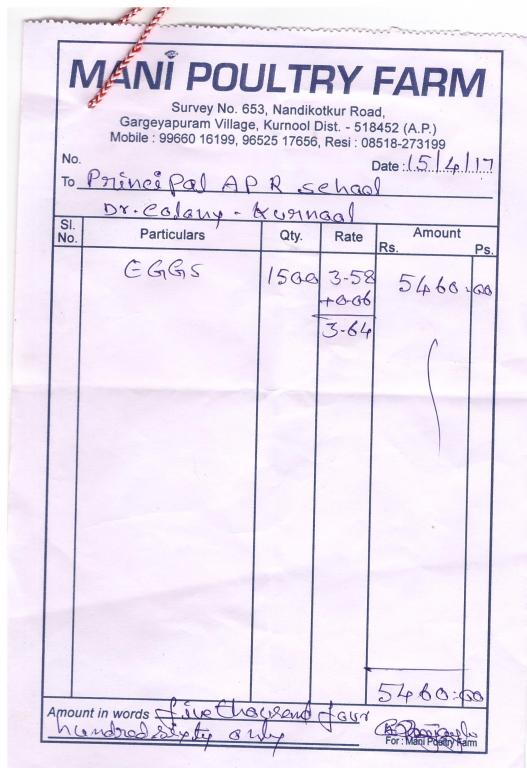 MANI POULTRY FARM
Survey No. 653, Nandikotkur Road,
Gargeyapuram Village, Kurnool Dist. - 518452 (A.P.)
Mobile : 99660 16199, 96525 17656, Resi : 08518-273199
No. Date : 15/4/17
To Principal A P R school
Dr. Colany - Kurnool
Sl. No. Particulars Qty. Rate Amount Rs. Ps.
EGGS 1500 3-58 5460.00
+0.06
3-64
5460:00
Amount in words five thousand four
hundred sixty only
For : Mani Poultry Farm